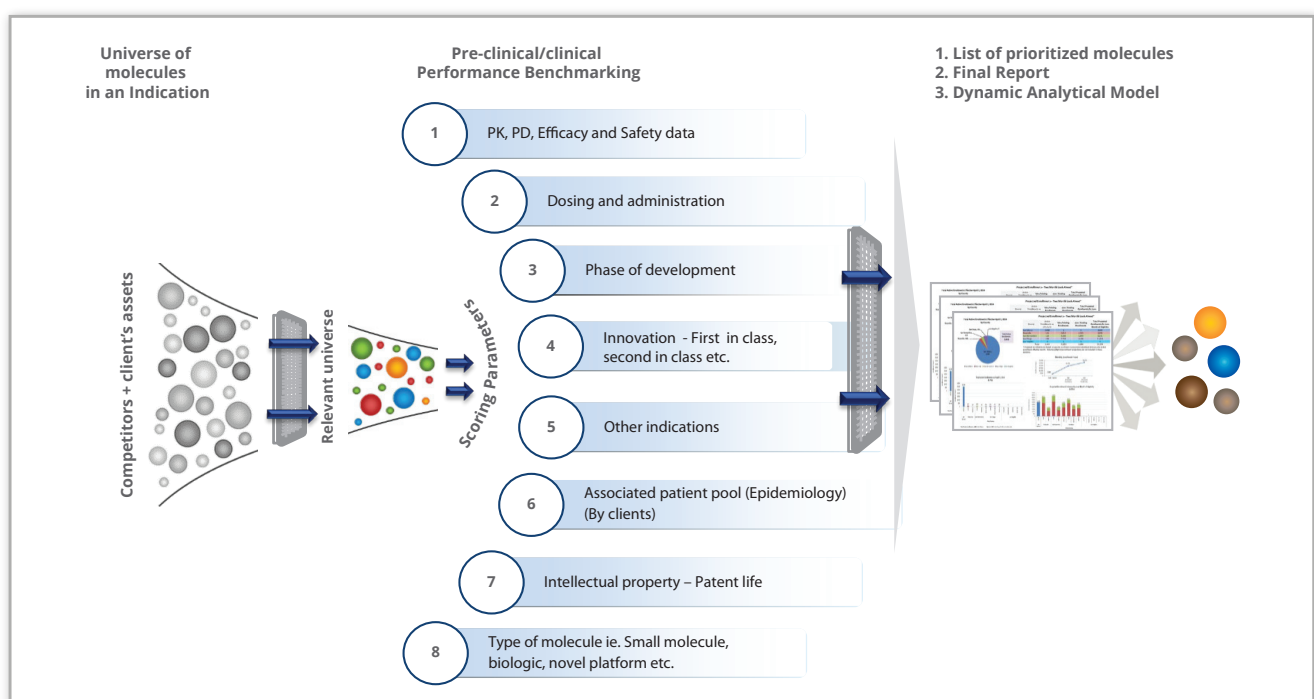 Universe of
molecules
in an Indication
Pre-clinical/clinical
Performance Benchmarking
1. List of prioritized molecules
2. Final Report
3. Dynamic Analytical Model
Competitors + client's assets
Relevant universe
Scoring Parameters
1
PK, PD, Efficacy and Safety data
2
Dosing and administration
3
Phase of development
4
Innovation - First in class,
second in class etc.
5
Other indications
6
Associated patient pool (Epidemiology)
(By clients)
7
Intellectual property – Patent life
8
Type of molecule ie. Small molecule,
biologic, novel platform etc.